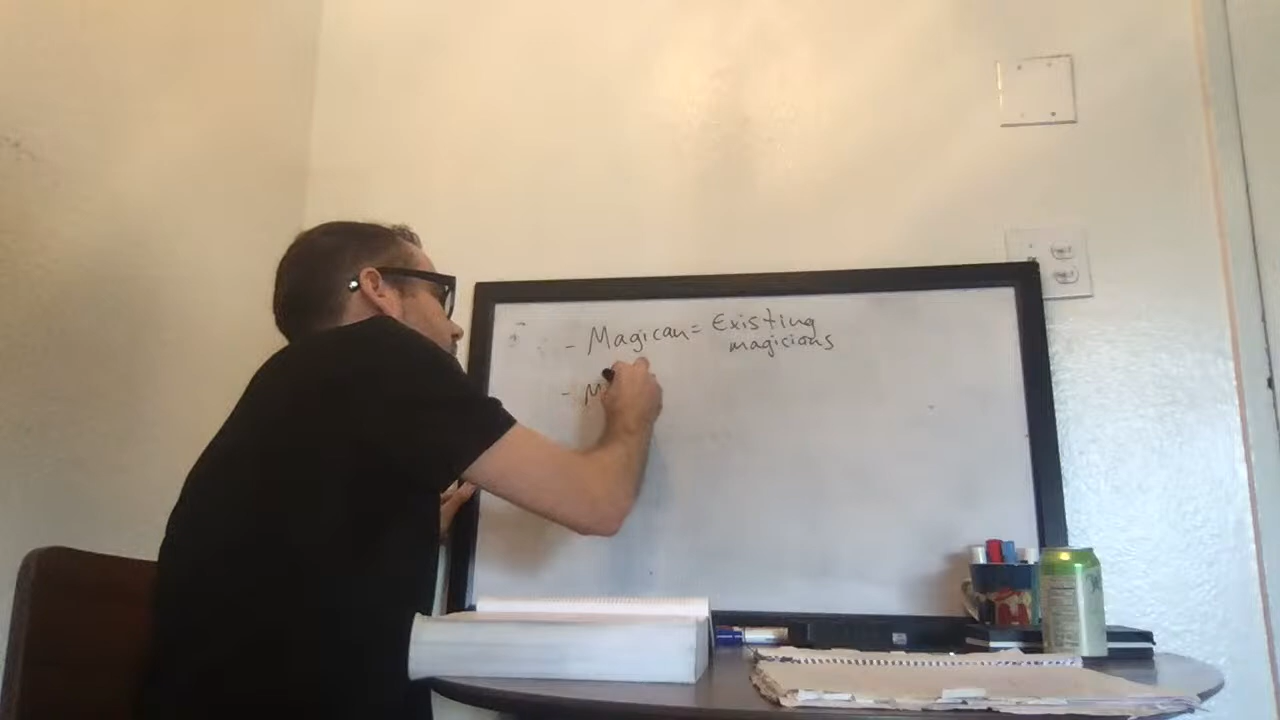 - Magican = Existing
magicians
- M